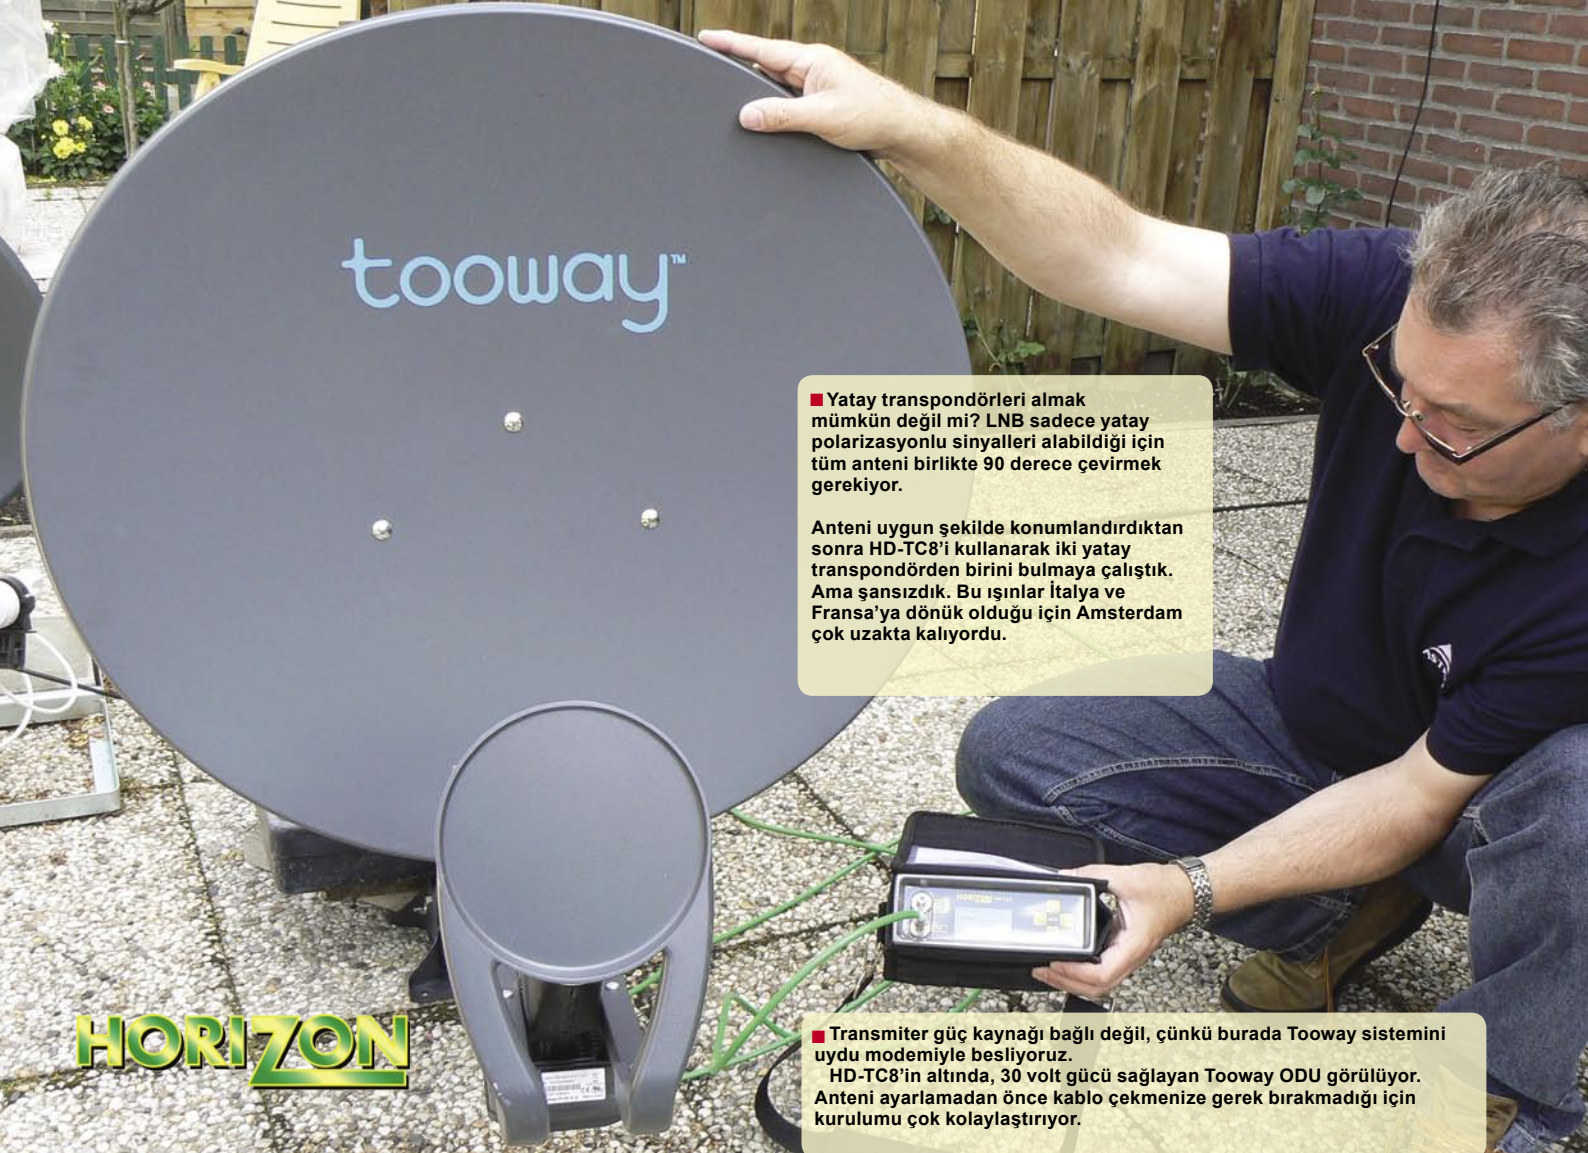 tooway™
■ Yatay transpondörleri almak
mümkün değil mi? LNB sadece yatay
polarizasyonlu sinyalleri alabildiği için
tüm anteni birlikte 90 derece çevirmek
gerekiyor.
Anteni uygun şekilde konumlandırdıktan
sonra HD-TC8’i kullanarak iki yatay
transpondörden birini bulmaya çalıştık.
Ama şansızdık. Bu ışınlar İtalya ve
Fransa’ya dönük olduğu için Amsterdam
çok uzakta kalıyordu.
HORIZON
HORIZON
■ Transmiter güç kaynağı bağlı değil, çünkü burada Tooway sistemini
uydu modemiyle besliyoruz.
HD-TC8’in altında, 30 volt gücü sağlayan Tooway ODU görülüyor.
Anteni ayarlamadan önce kablo çekmenize gerek bırakmadığı için
kurulumu çok kolaylaştırıyor.